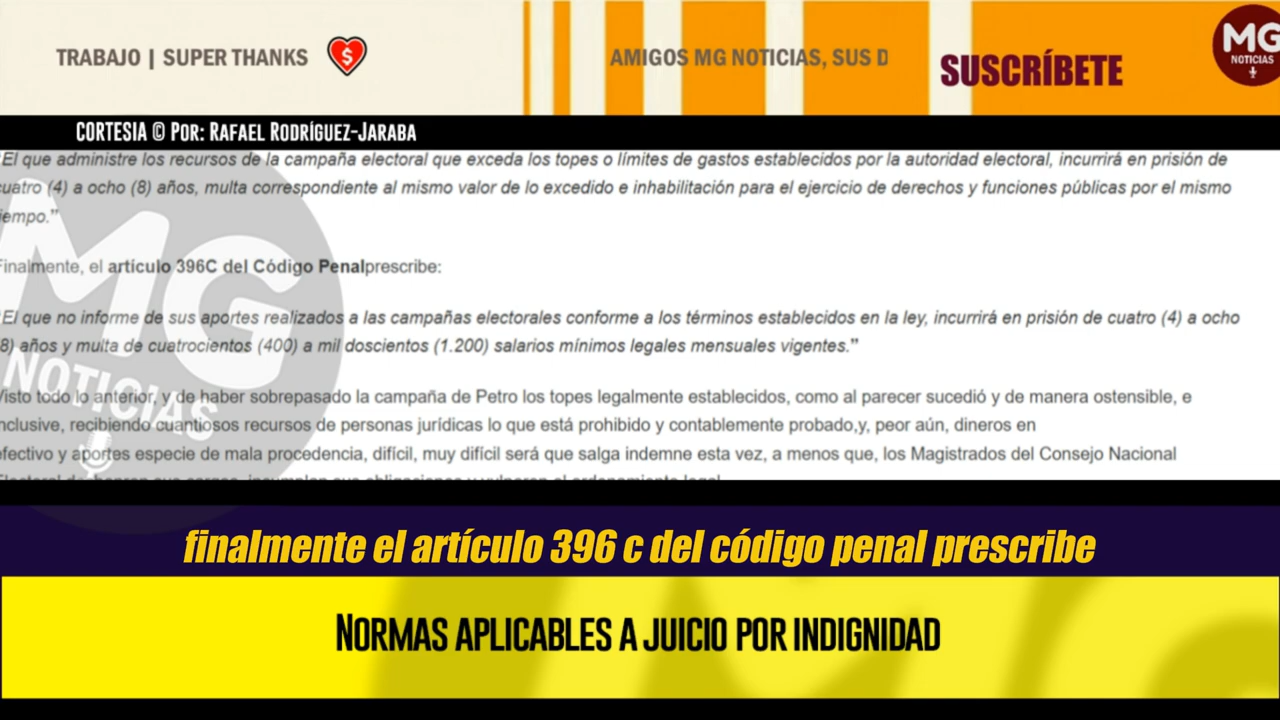 TRABAJO | SUPER THANKS
$
AMIGOS MG NOTICIAS, SUS D
SUSCRÍBETE
MG
NOTICIAS
CORTESIA © Por: Rafael Rodríguez-Jaraba
El que administre los recursos de la campaña electoral que exceda los topes o límites de gastos establecidos por la autoridad electoral, incurrirá en prisión de
cuatro (4) a ocho (8) años, multa correspondiente al mismo valor de lo excedido e inhabilitación para el ejercicio de derechos y funciones públicas por el mismo
iempo.”
Finalmente, el artículo 396C del Código Penalprescribe:
El que no informe de sus aportes realizados a las campañas electorales conforme a los términos establecidos en la ley, incurrirá en prisión de cuatro (4) a ocho
8) años y multa de cuatrocientos (400) a mil doscientos (1.200) salarios mínimos legales mensuales vigentes.”
Visto todo lo anterior, y de haber sobrepasado la campaña de Petro los topes legalmente establecidos, como al parecer sucedió y de manera ostensible, e
nclusive, recibiendo cuantiosos recursos de personas jurídicas lo que está prohibido y contablemente probado,y, peor aún, dineros en
efectivo y aportes especie de mala procedencia, difícil, muy difícil será que salga indemne esta vez, a menos que, los Magistrados del Consejo Nacional
MG
NOTICIAS
finalmente el artículo 396 c del código penal prescribe
Normas aplicables a juicio por indignidad